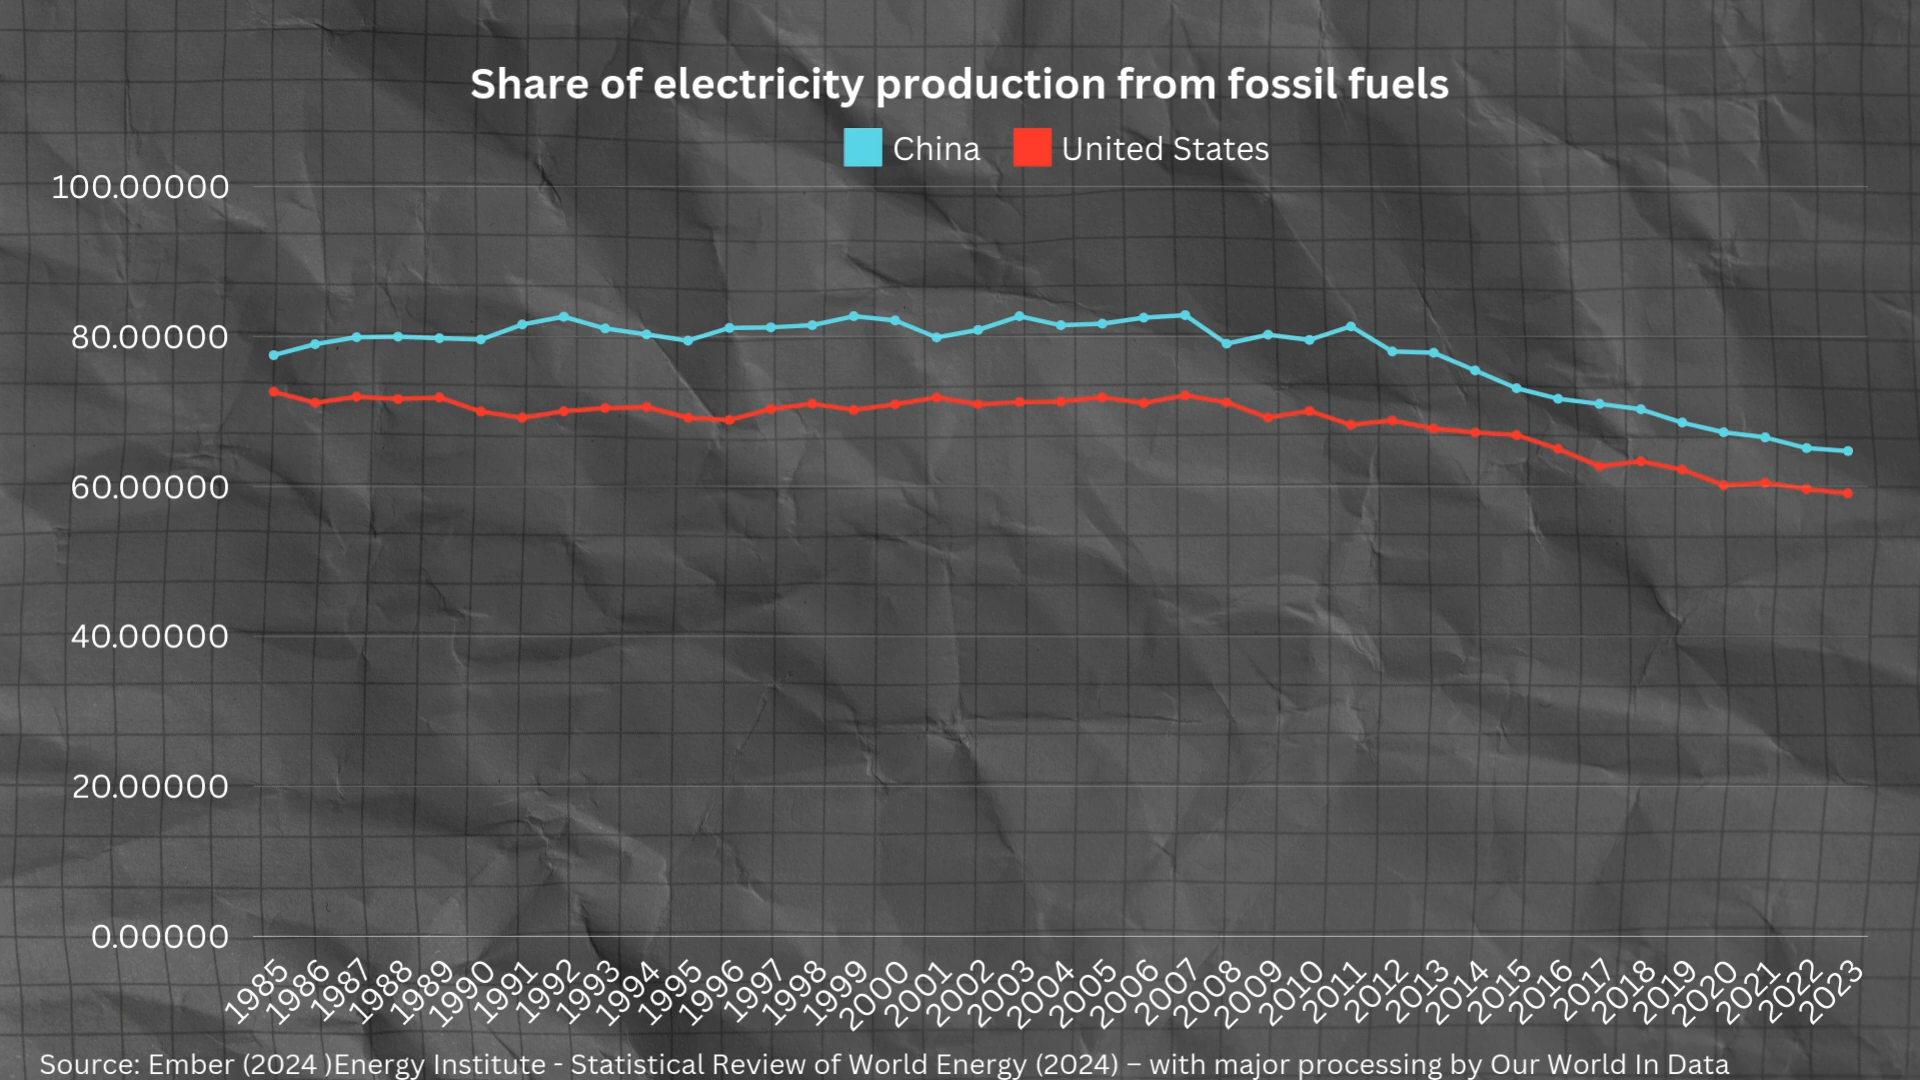 Share of electricity production from fossil fuels
China United States
100.00000
80.00000
60.00000
40.00000
20.00000
0.00000
1985 1986 1987 1988 1989 1990 1991 1992 1993 1994 1995 1996 1997 1998 1999 2000 2001 2002 2003 2004 2005 2006 2007 2008 2009 2010 2011 2012 2013 2014 2015 2016 2017 2018 2019 2020 2021 2022 2023
Source: Ember (2024 )Energy Institute - Statistical Review of World Energy (2024) – with major processing by Our World In Data